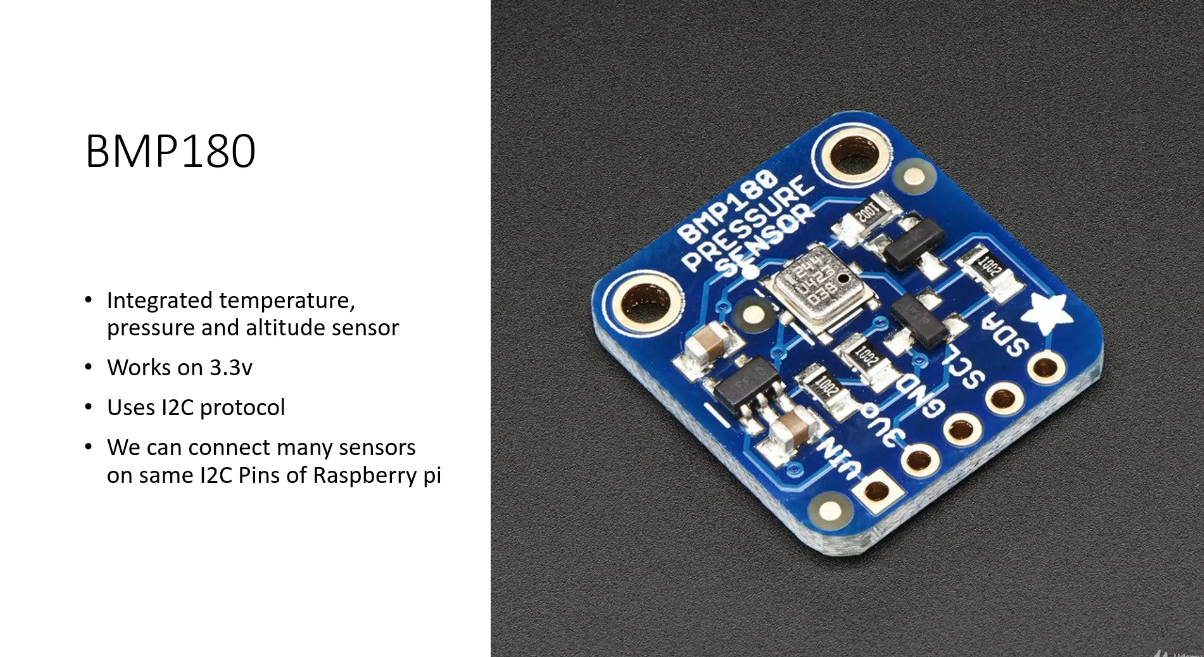 BMP180
• Integrated temperature,
pressure and altitude sensor
• Works on 3.3v
• Uses I2C protocol
• We can connect many sensors
on same I2C Pins of Raspberry pi
BMP180
PRESSURE
SENSOR
1002
1002
1002
1002
SDA
SCL
GND
3VO
VIN